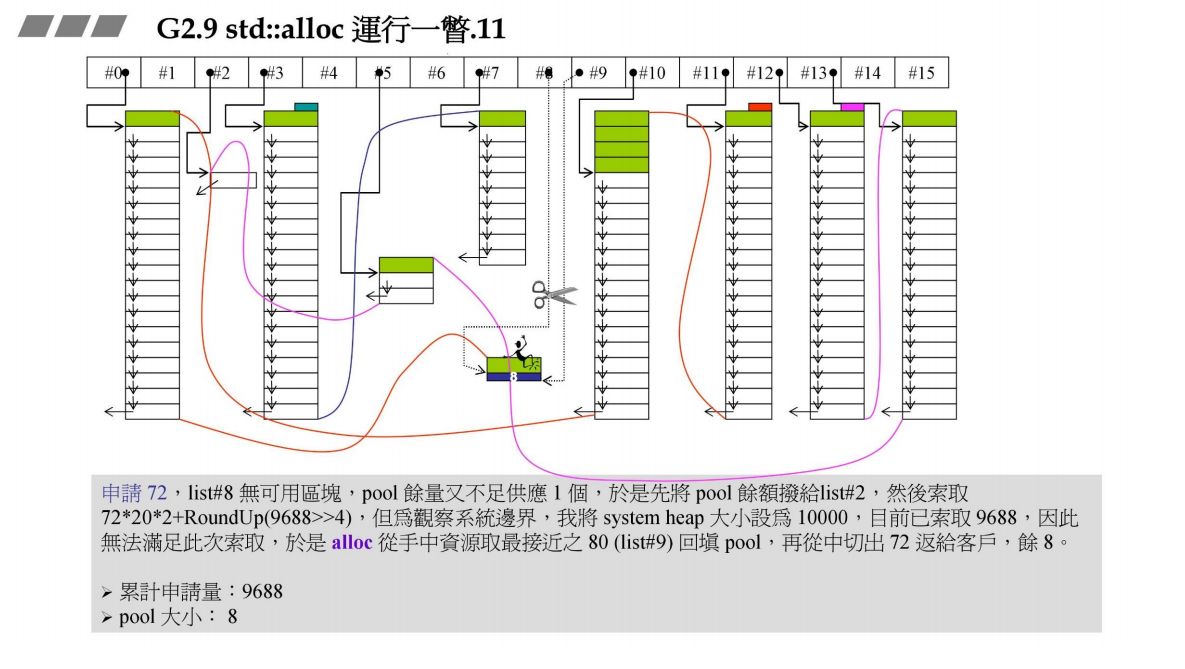 G2.9 std::alloc 運行一瞥.11
#0 #1 #2 #3 #4 #5 #6 #7 #8 #9 #10 #11 #12 #13 #14 #15
8
申請 72，list#8 無可用區塊，pool 餘量又不足供應 1 個，於是先將 pool 餘額撥給list#2，然後索取
72*20*2+RoundUp(9688>>4)，但為觀察系統邊界，我將 system heap 大小設為 10000，目前已索取 9688，因此
無法滿足此次索取，於是 alloc 從手中資源取最接近之 80 (list#9) 回填 pool，再從中切出 72 返給客戶，餘 8。
➢ 累計申請量：9688
➢ pool 大小： 8